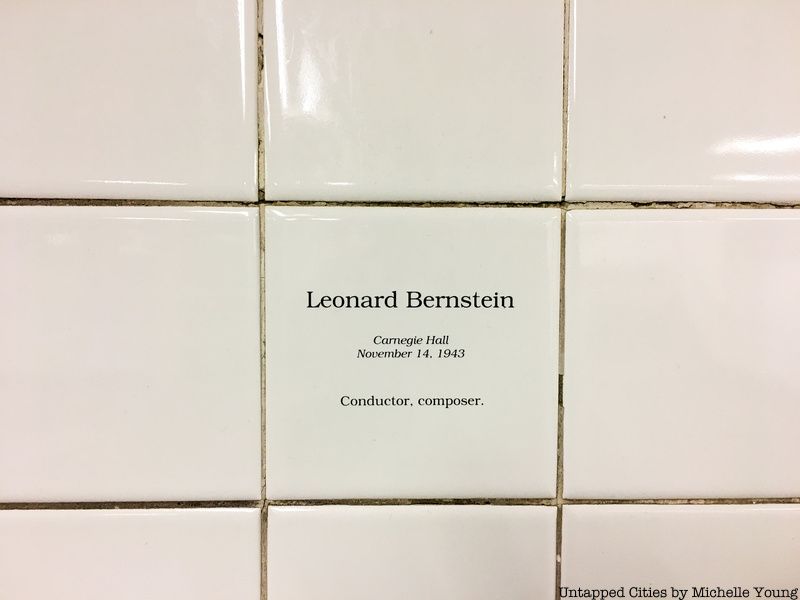 Leonard Bernstein
Carnegie Hall
November 14, 1943
Conductor, composer.
Untapped Cities by Michelle Young